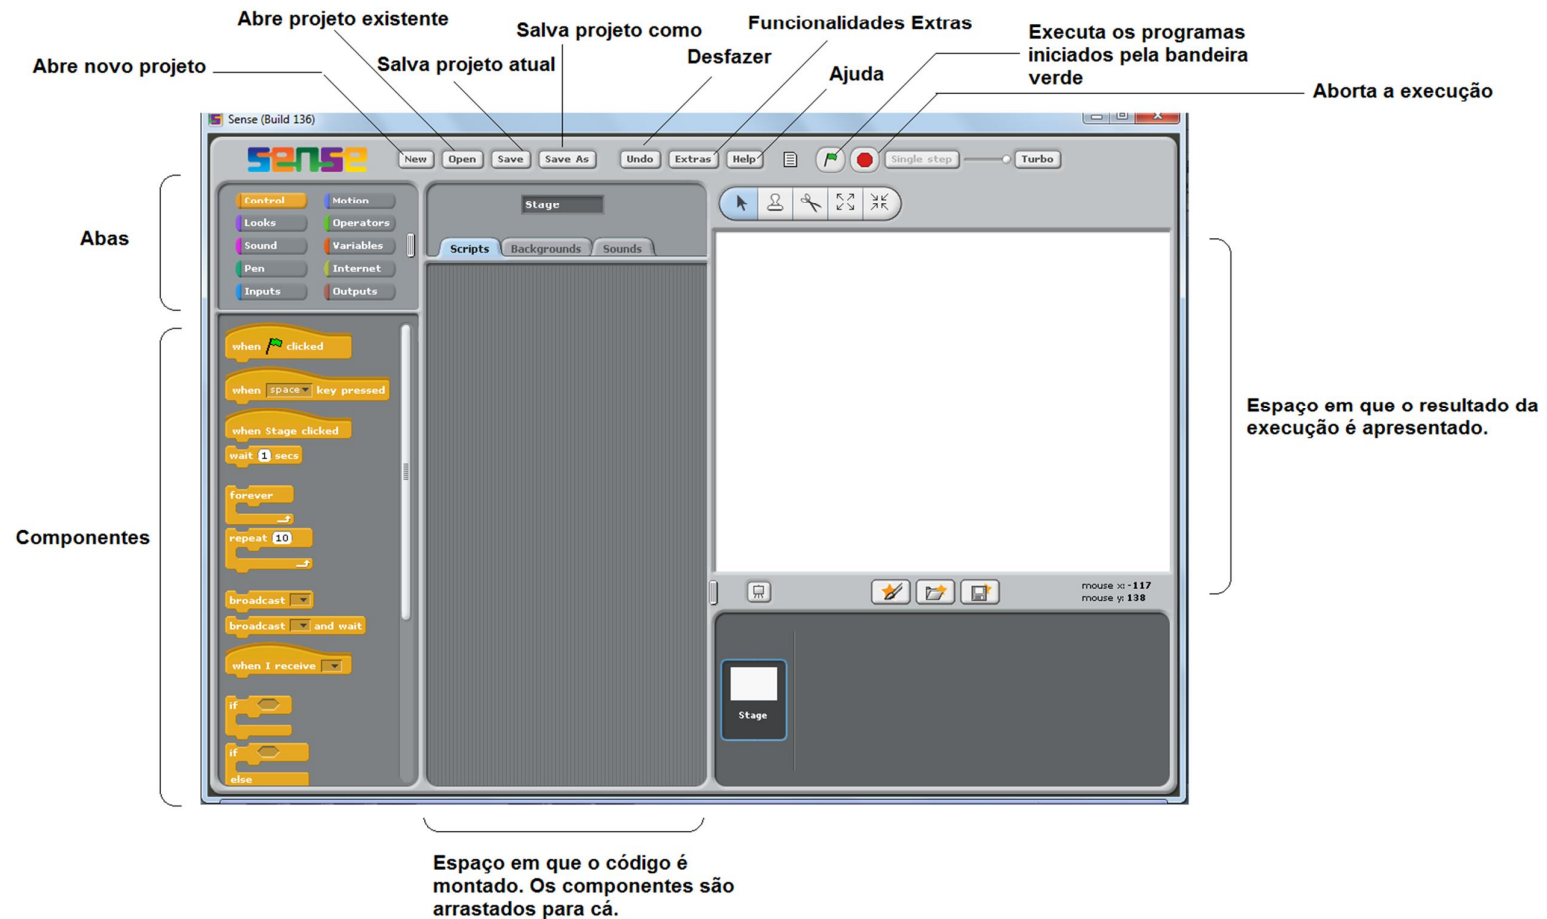 Abre projeto existente
Salva projeto como
Funcionalidades Extras
Executa os programas
iniciados pela bandeira
verde
Abre novo projeto
Salva projeto atual
Desfazer
Ajuda
Aborta a execução
Sense (Build 136)
sense
New
Open
Save
Save As
Undo
Extras
Help
Single step
Turbo
Abas
Control
Motion
Looks
Operators
Sound
Variables
Pen
Internet
Inputs
Outputs
Stage
Scripts
Backgrounds
Sounds
Componentes
when clicked
when space key pressed
when Stage clicked
wait 1 secs
forever
repeat 10
broadcast
broadcast and wait
when I receive
if
if
else
Espaço em que o resultado da
execução é apresentado.
mouse x: -117
mouse y: 138
Stage
Espaço em que o código é
montado. Os componentes são
arrastados para cá.